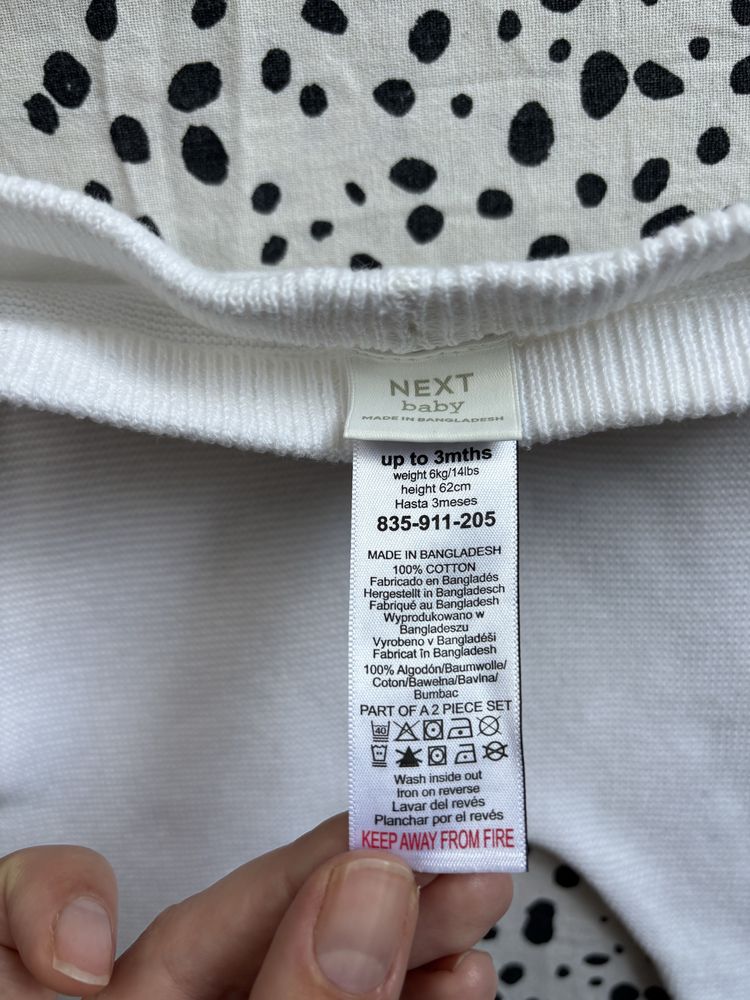 NEXT
baby
MADE IN BANGLADESH
up to 3mths
weight 6kg/14lbs
height 62cm
Hasta 3meses
835-911-205
MADE IN BANGLADESH
100% COTTON
Fabricado en Bangladés
Hergestellt in Bangladesch
Fabriqué au Bangladesh
Wyprodukowano w
Bangladeszu
Vyrobeno v Bangladéši
Fabricat în Bangladesh
100% Algodón/Baumwolle/
Coton/Bawełna/Bavlna/
Bumbac
PART OF A 2 PIECE SET
40
Wash inside out
Iron on reverse
Lavar del revés
Planchar por el revés
KEEP AWAY FROM FIRE